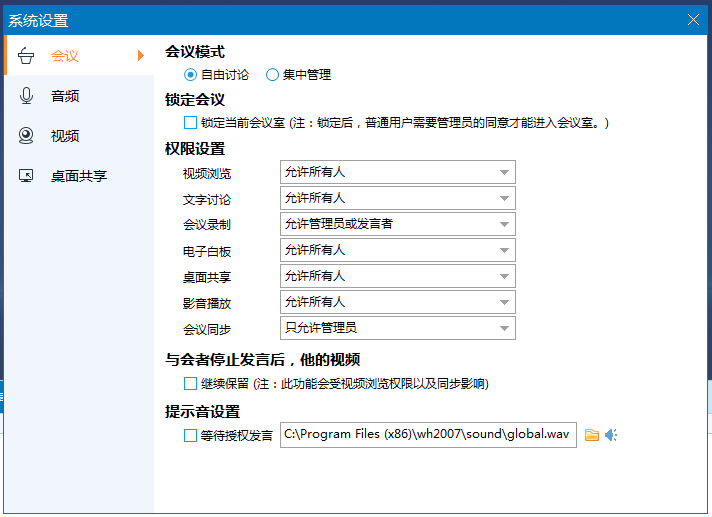 系统设置
会议
音频
视频
桌面共享
会议模式
自由讨论 集中管理
锁定会议
锁定当前会议室 (注：锁定后，普通用户需要管理员的同意才能进入会议室。)
权限设置
视频浏览 允许所有人
文字讨论 允许所有人
会议录制 允许管理员或发言者
电子白板 允许所有人
桌面共享 允许所有人
影音播放 允许所有人
会议同步 只允许管理员
与会者停止发言后，他的视频
继续保留 (注：此功能会受视频浏览权限以及同步影响)
提示音设置
等待授权发言 C:\Program Files (x86)\wh2007\sound\global.wav